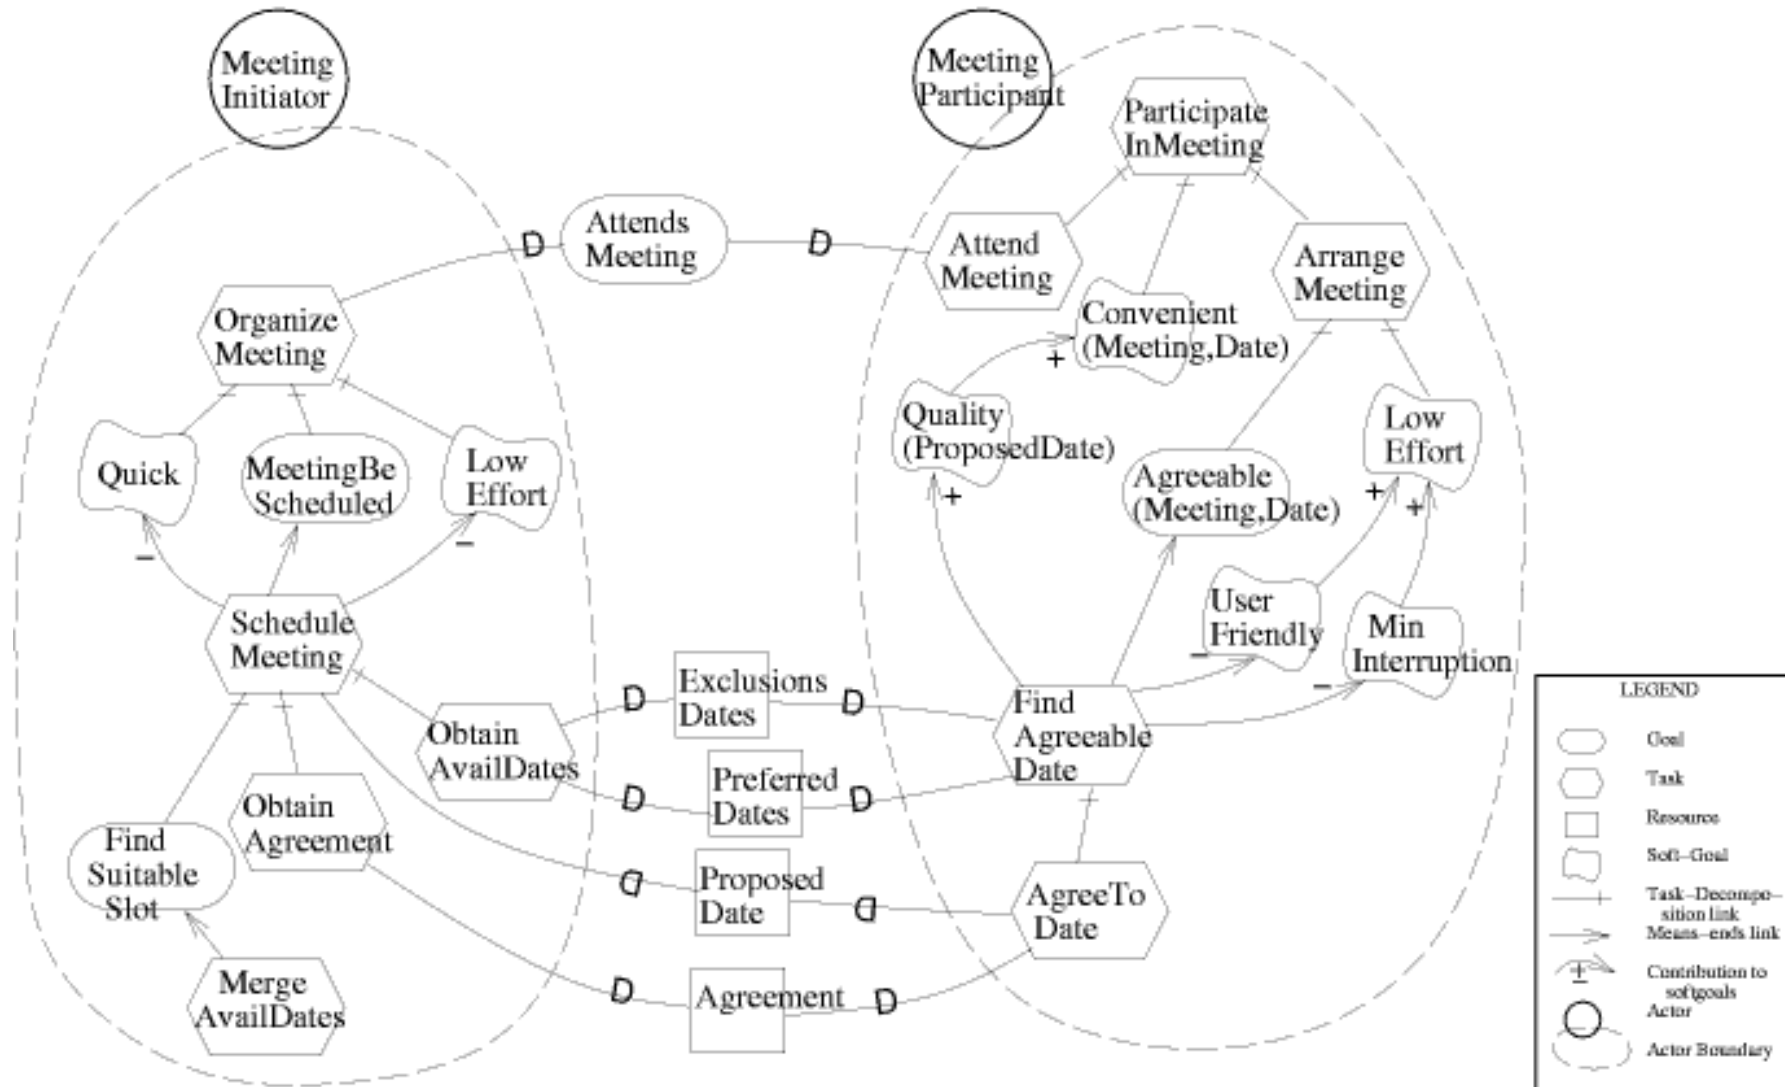 Meeting
Initiator
Meeting
Participant
Participate
InMeeting
Attends
Meeting
D
D
Attend
Meeting
Arrange
Meeting
Organize
Meeting
Convenient
(Meeting,Date)
+
Quality
(ProposedDate)
+
Low
Effort
Quick
MeetingBe
Scheduled
Low
Effort
Agreeable
(Meeting,Date)
+
+
−
−
Schedule
Meeting
User
Friendly
−
Min
Interruption
−
Exclusions
Dates
D
D
Find
Agreeable
Date
Obtain
AvailDates
Preferred
Dates
D
D
Obtain
Agreement
Find
Suitable
Slot
Proposed
Date
D
D
AgreeTo
Date
Merge
AvailDates
Agreement
D
D
LEGEND
Goal
Task
Resource
Soft−Goal
Task−Decompo−
sition link
Means−ends link
±
Contribution to
softgoals
Actor
Actor Boundary